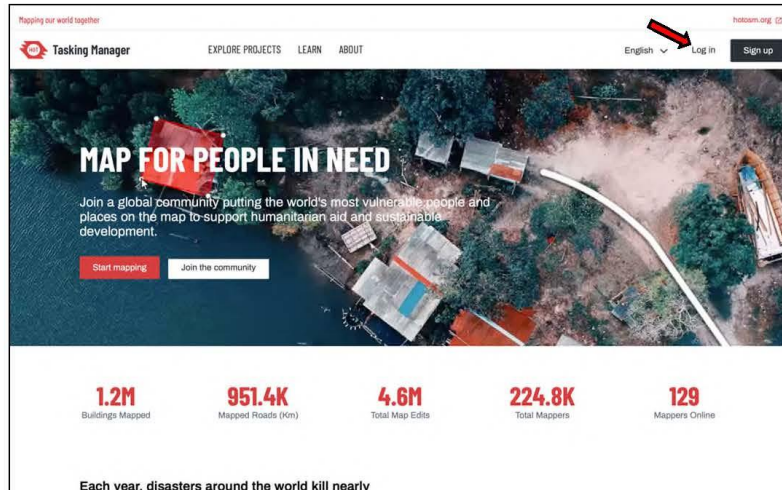 Mapping our world together
hotosm.org
HOT
Tasking Manager
EXPLORE PROJECTS LEARN ABOUT
English
Log in
Sign up
MAP FOR PEOPLE IN NEED
Join a global community putting the world's most vulnerable people and
places on the map to support humanitarian aid and sustainable
development.
Start mapping
Join the community
1.2M
Buildings Mapped
951.4K
Mapped Roads (Km)
4.6M
Total Map Edits
224.8K
Total Mappers
129
Mappers Online
Each year, disasters around the world kill nearly